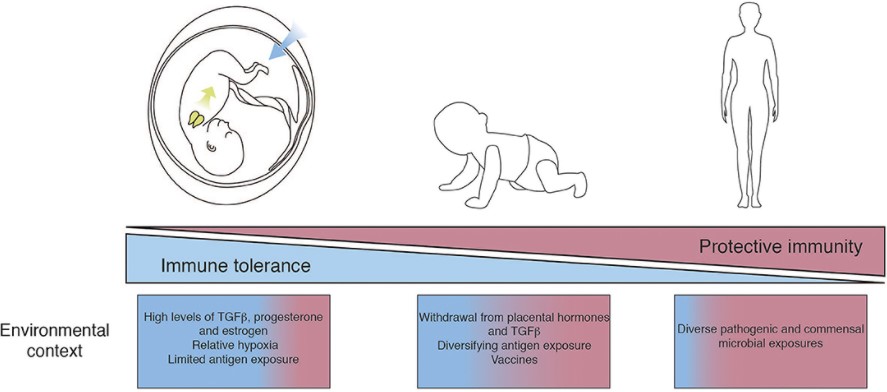 Protective immunity
Immune tolerance
Environmental
context
High levels of TGFβ, progesterone
and estrogen
Relative hypoxia
Limited antigen exposure
Withdrawal from placental hormones
and TGFβ
Diversifying antigen exposure
Vaccines
Diverse pathogenic and commensal
microbial exposures